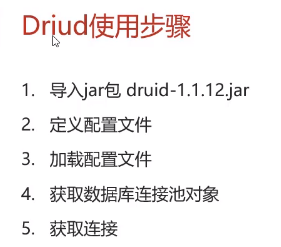 Driud使用步骤
1. 导入jar包 druid-1.1.12.jar
2. 定义配置文件
3. 加载配置文件
4. 获取数据库连接池对象
5. 获取连接